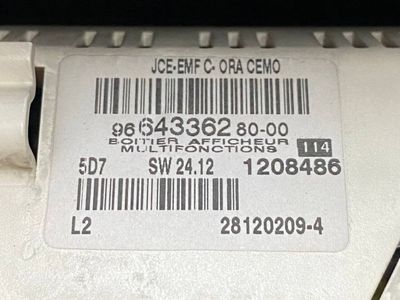 JCE-EMF C- ORA CEMO
96 643362 80-00
BOITIER AFFICHEUR
MULTIFONCTIONS 114
5D7 SW 24.12 1208486
L2 28120209-4